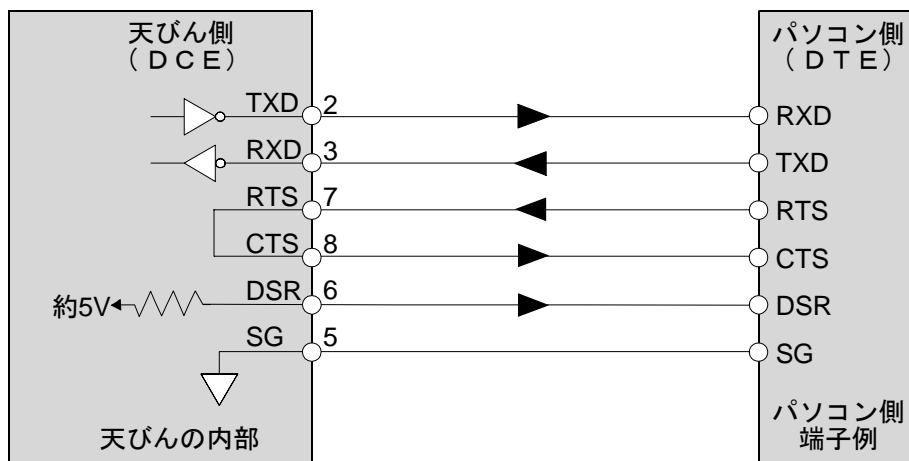 天びん側
（ＤＣＥ）
パソコン側
（ＤＴＥ）
TXD 2 RXD
RXD 3 TXD
RTS 7 RTS
CTS 8 CTS
約5V DSR 6 DSR
SG 5 SG
天びんの内部
パソコン側
端子例